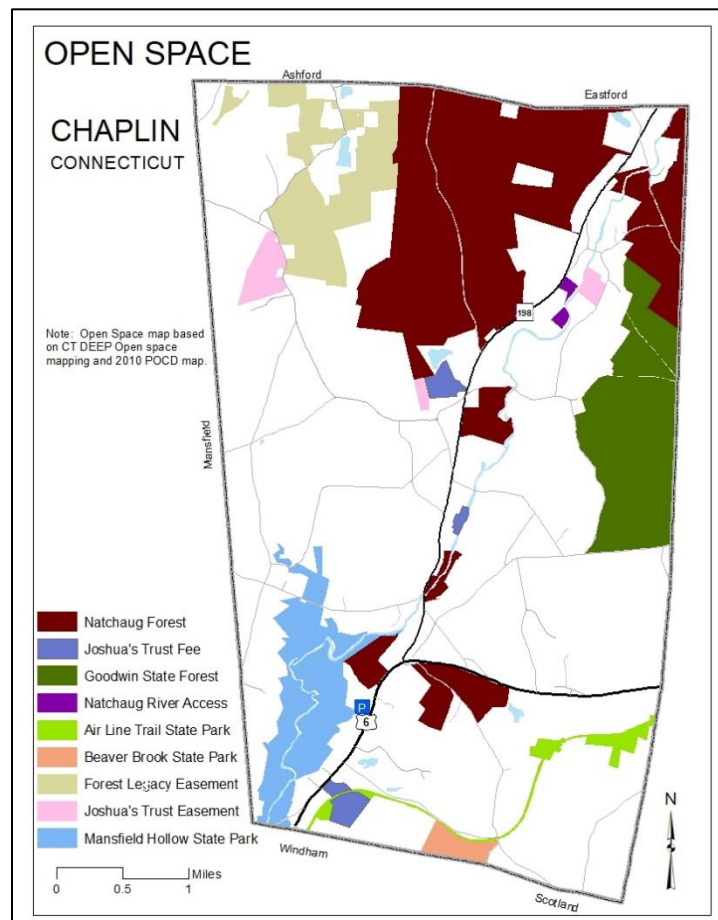 OPEN SPACE
Ashford
Eastford
CHAPLIN
CONNECTICUT
198
Note: Open Space map based
on CT DEEP Open space
mapping and 2010 POCD map.
Mansfield
Natchaug Forest
Joshua's Trust Fee
Goodwin State Forest
Natchaug River Access
Air Line Trail State Park
Beaver Brook State Park
Forest Legacy Easement
Joshua's Trust Easement
Mansfield Hollow State Park
P
6
N
Miles
0 0.5 1
Windham
Scotland